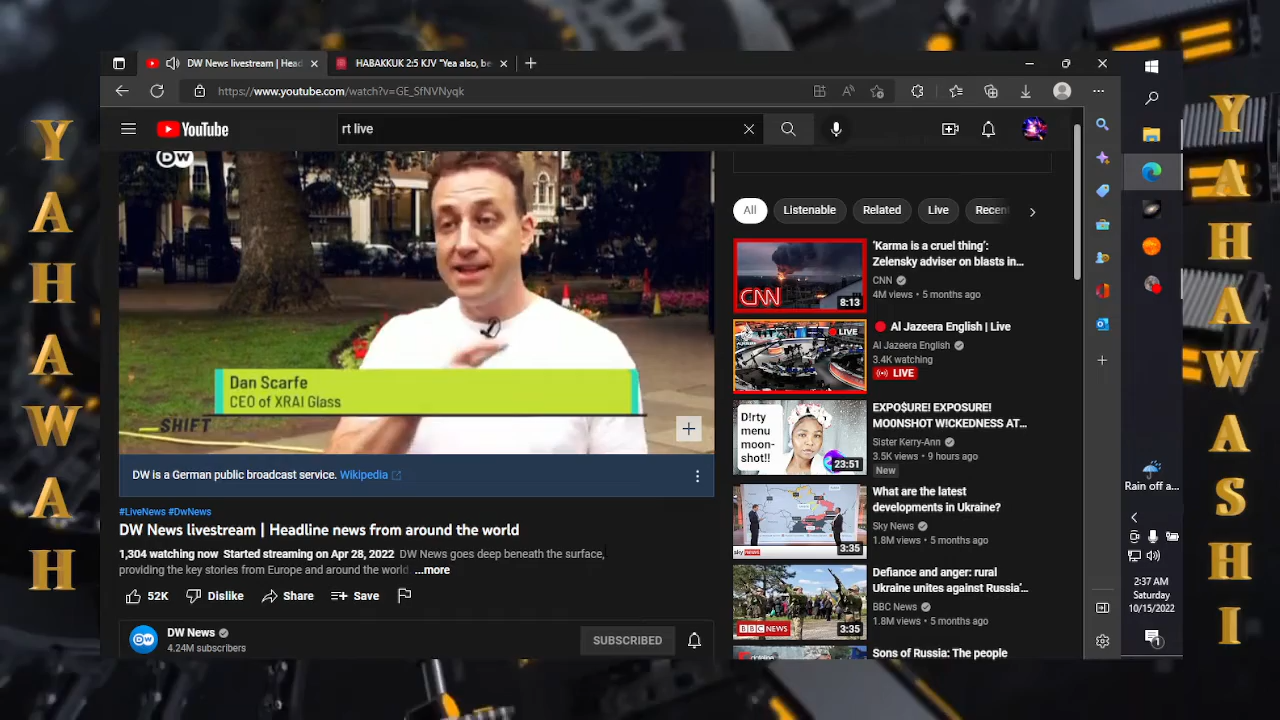 YAHAWAH
DW News livestream | Head
HABAKKUK 2:5 KJV "Yea also, be
https://www.youtube.com/watch?v=GE_SfNVNyqk
YouTube
rt live
DW
Dan Scarfe
CEO of XRAI Glass
SHIFT
DW is a German public broadcast service. Wikipedia
#LiveNews #DwNews
DW News livestream | Headline news from around the world
1,304 watching now Started streaming on Apr 28, 2022 DW News goes deep beneath the surface,
providing the key stories from Europe and around the world ...more
52K Dislike Share Save
DW News
4.24M subscribers
SUBSCRIBED
All Listenable Related Live Recen
CNN
8:13
‘Karma is a cruel thing’:
Zelensky adviser on blasts in...
CNN
4M views • 5 months ago
LIVE
Al Jazeera English | Live
Al Jazeera English
3.4K watching
LIVE
D!rty
menu
moon-
shot!!
23:51
EXPO$URE! EXPOSURE!
MOONSHOT WICKEDNESS AT...
Sister Kerry-Ann
3.5K views • 9 hours ago
New
sky news
3:35
What are the latest
developments in Ukraine?
Sky News
1.8M views • 5 months ago
BBC NEWS
3:35
Defiance and anger: rural
Ukraine unites against Russia’...
BBC News
1.8M views • 5 months ago
Sons of Russia: The people
Rain off a...
2:37 AM
Saturday
10/15/2022
1
YAHAWASHI